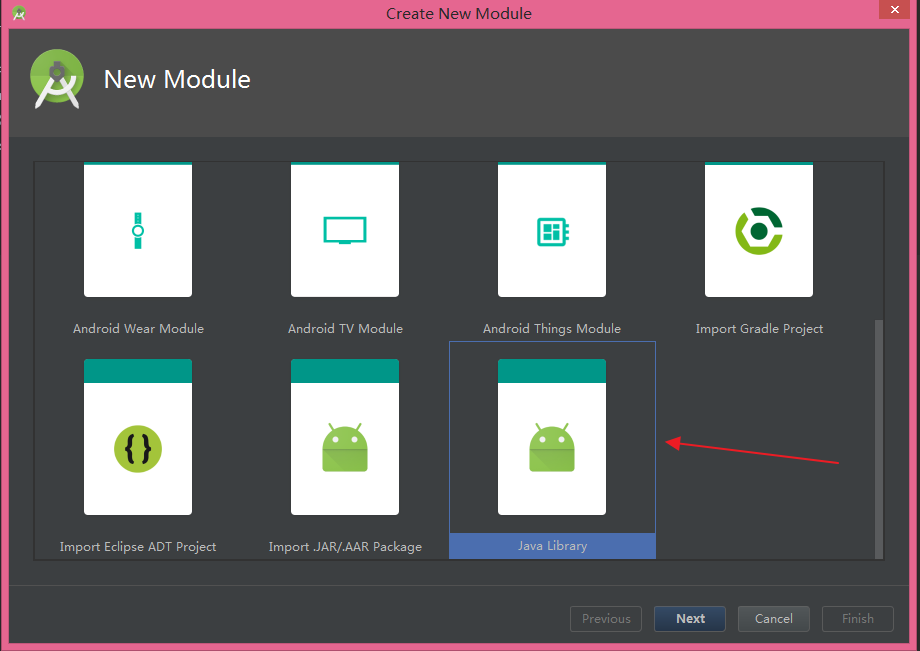 Create New Module
New Module
Android Wear Module
Android TV Module
Android Things Module
Import Gradle Project
Import Eclipse ADT Project
Import .JAR/.AAR Package
Java Library
Previous
Next
Cancel
Finish